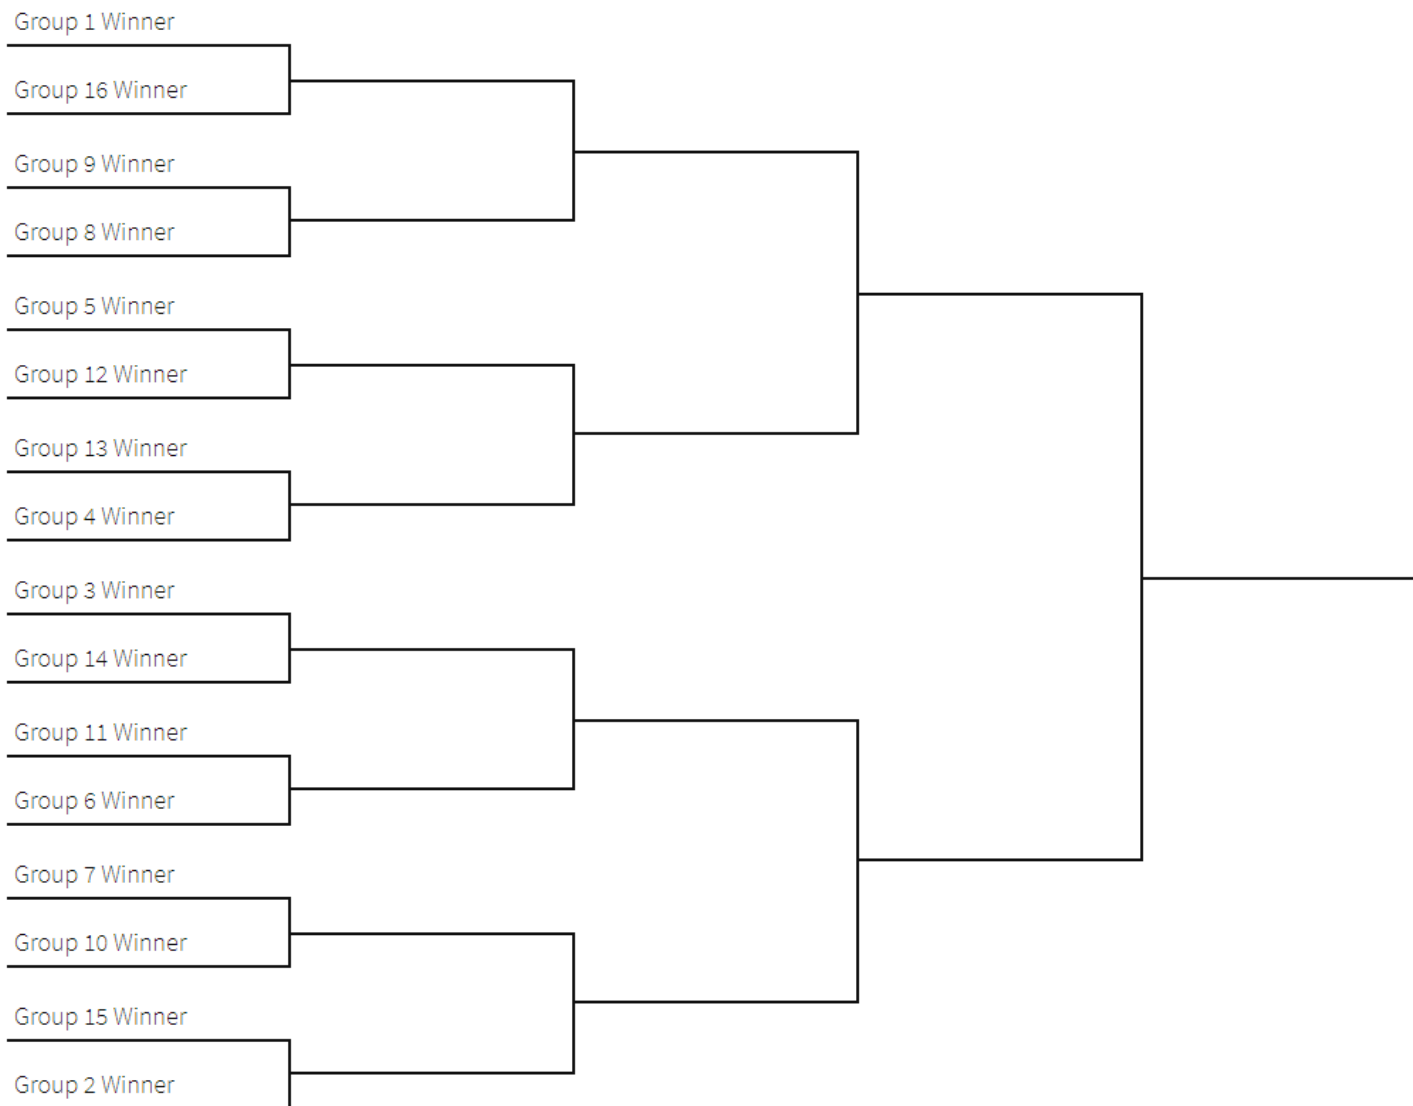 Group 1 Winner
Group 16 Winner
Group 9 Winner
Group 8 Winner
Group 5 Winner
Group 12 Winner
Group 13 Winner
Group 4 Winner
Group 3 Winner
Group 14 Winner
Group 11 Winner
Group 6 Winner
Group 7 Winner
Group 10 Winner
Group 15 Winner
Group 2 Winner